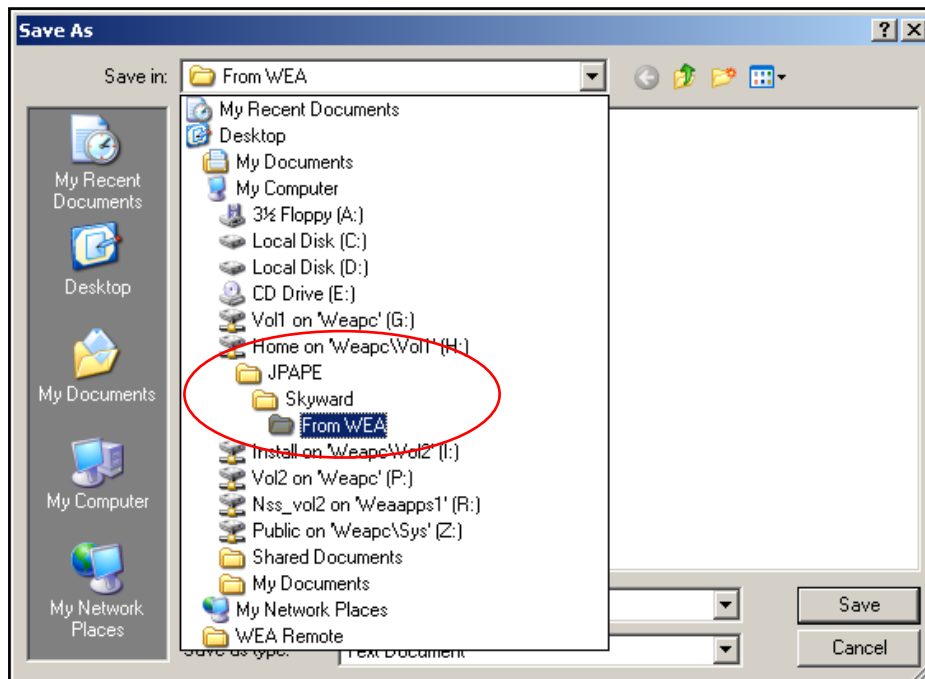 Save As
Save in:
From WEA
My Recent Documents
Desktop
My Documents
My Computer
3½ Floppy (A:)
Local Disk (C:)
Local Disk (D:)
CD Drive (E:)
Vol1 on 'Weapc' (G:)
Home on 'Weapc\Vol1' (H:)
JPAPE
Skyward
From WEA
Install on 'Weapc\Vol2' (I:)
Vol2 on 'Weapc' (P:)
Nss_vol2 on 'Weaapps1' (R:)
Public on 'Weapc\Sys' (Z:)
Shared Documents
My Documents
My Network Places
WEA Remote
My Recent
Documents
Desktop
My Documents
My Computer
My Network
Places
Save as type:
Text Document
Save
Cancel